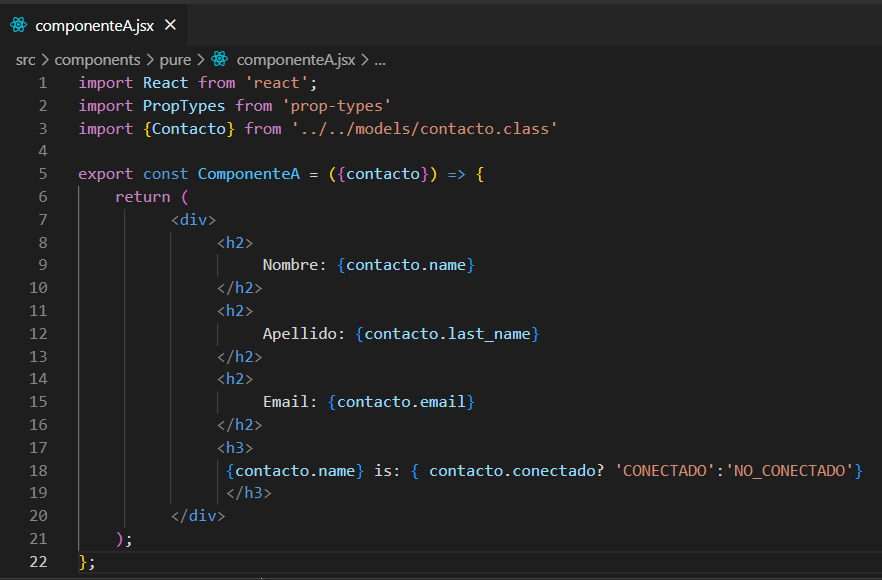 componenteA.jsx ×
src > components > pure > componenteA.jsx > ...
1 import React from 'react';
2 import PropTypes from 'prop-types'
3 import {Contacto} from '../../models/contacto.class'
4
5 export const ComponenteA = ({contacto}) => {
6     return (
7           <div>
8                <h2>
9                     Nombre: {contacto.name}
10               </h2>
11               <h2>
12                    Apellido: {contacto.last_name}
13               </h2>
14               <h2>
15                    Email: {contacto.email}
16               </h2>
17               <h3>
18                {contacto.name} is: { contacto.conectado? 'CONECTADO':'NO_CONECTADO'}
19                </h3>
20          </div>
21    );
22 };